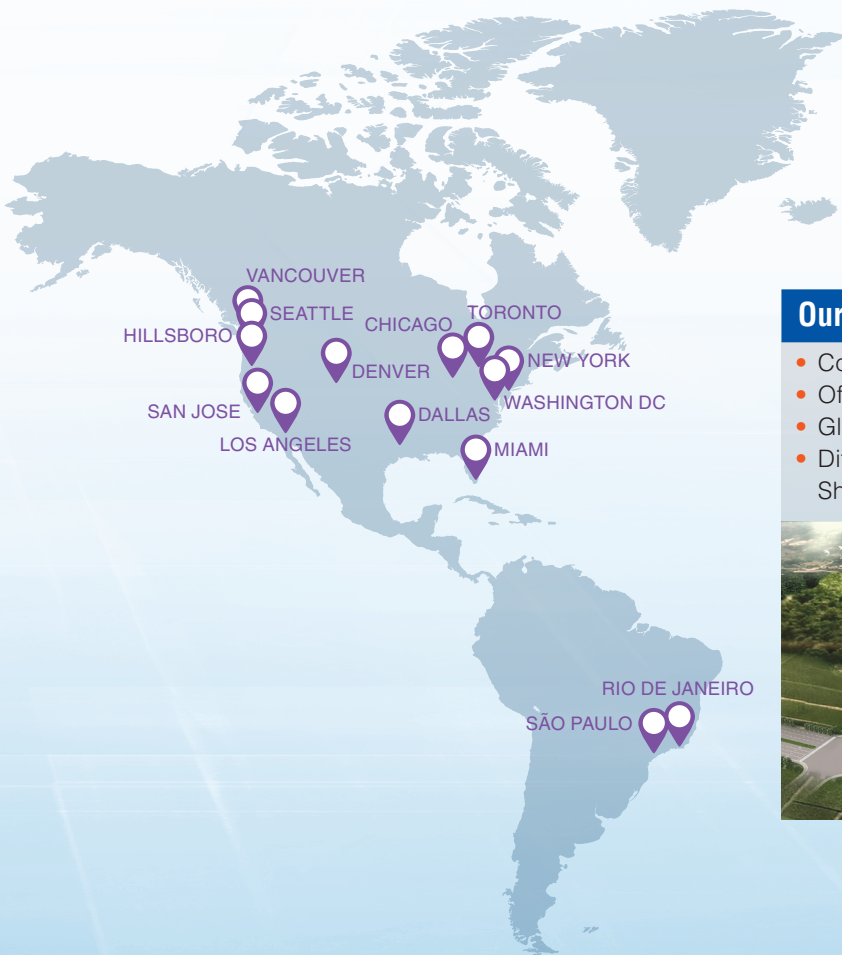 VANCOUVER
SEATTLE
HILLSBORO
CHICAGO
TORONTO
DENVER
NEW YORK
SAN JOSE
WASHINGTON DC
DALLAS
LOS ANGELES
MIAMI
RIO DE JANEIRO
SÃO PAULO
Our
•
•
•
•